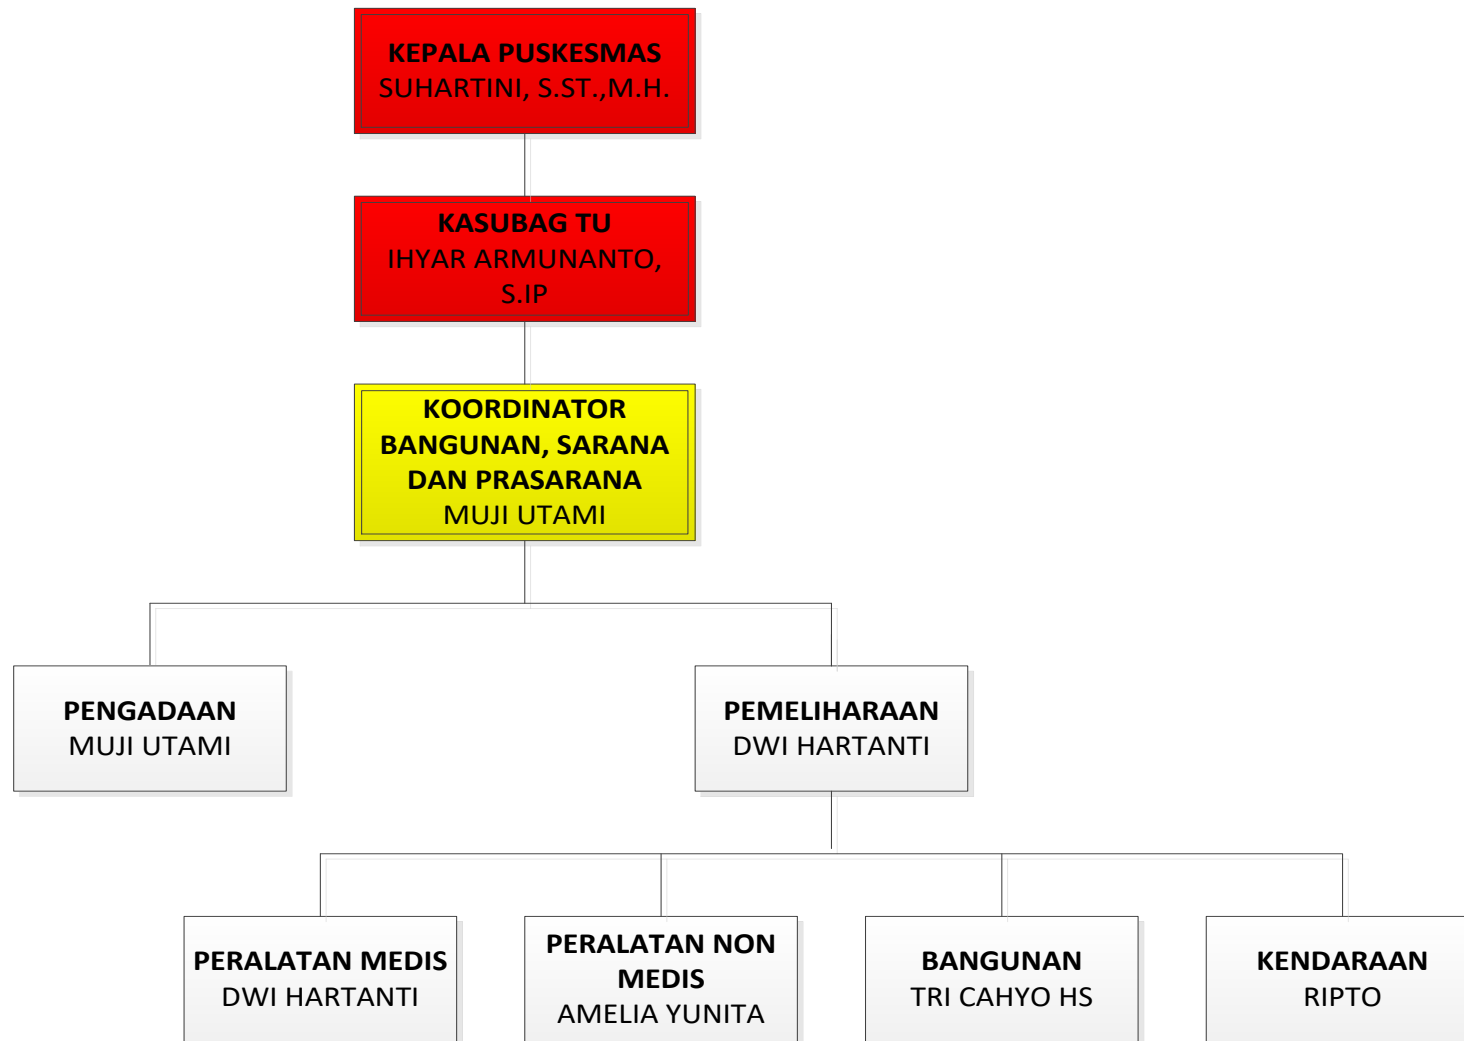 KEPALA PUSKESMAS
SUHARTINI, S.ST.,M.H.
KASUBAG TU
IHYAR ARMUNANTO,
S.IP
KOORDINATOR
BANGUNAN, SARANA
DAN PRASARANA
MUJI UTAMI
PENGADAAN
MUJI UTAMI
PEMELIHARAAN
DWI HARTANTI
PERALATAN MEDIS
DWI HARTANTI
PERALATAN NON
MEDIS
AMELIA YUNITA
BANGUNAN
TRI CAHYO HS
KENDARAAN
RIPTO